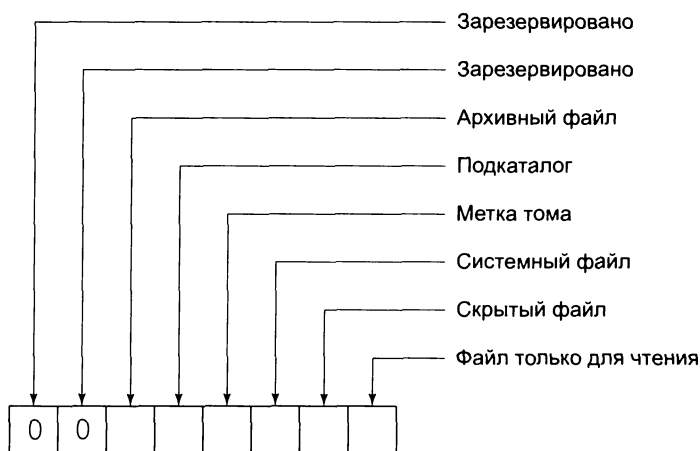 Зарезервировано
Зарезервировано
Архивный файл
Подкаталог
Метка тома
Системный файл
Скрытый файл
Файл только для чтения
0 0